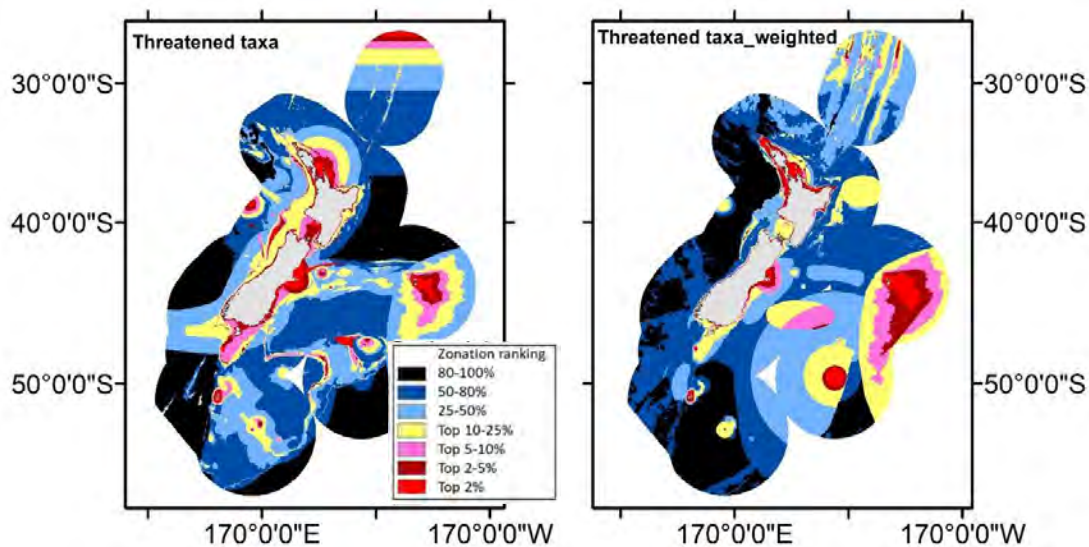 Threatened taxa
Threatened taxa_weighted
30°0'0"S
30°0'0"S
40°0'0"S
40°0'0"S
50°0'0"S
50°0'0"S
Zonation ranking
80-100%
50-80%
25-50%
Top 10-25%
Top 5-10%
Top 2-5%
Top 2%
170°0'0"E
170°0'0"W
170°0'0"E
170°0'0"W